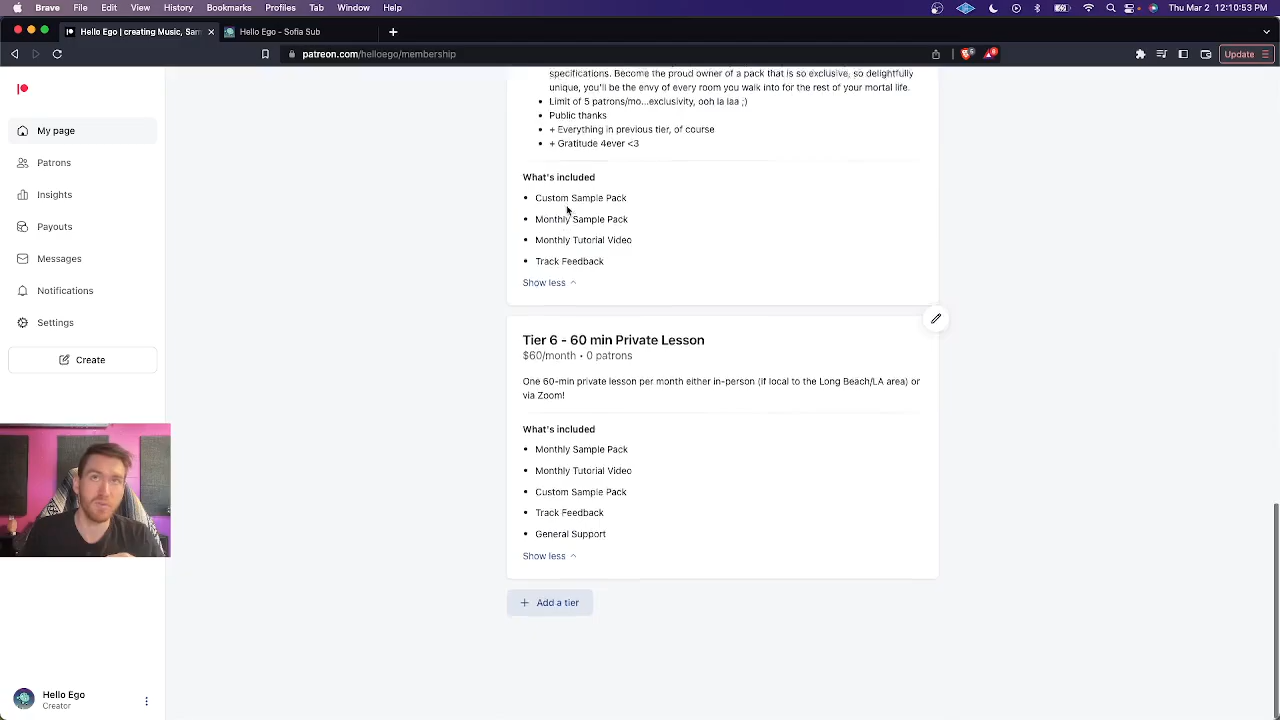 Brave File Edit View History Bookmarks Profiles Tab Window Help
Thu Mar 2 12:10:53 PM
Hello Ego | creating Music, Sam
Hello Ego - Sofia Sub
patreon.com/helloego/membership
Update
My page
Patrons
Insights
Payouts
Messages
Notifications
Settings
Create
specifications. Become the proud owner of a pack that is so exclusive, so delightfully
unique, you'll be the envy of every room you walk into for the rest of your mortal life.
• Limit of 5 patrons/mo...exclusivity, ooh la laa ;)
• Public thanks
• + Everything in previous tier, of course
• + Gratitude 4ever <3
What's included
• Custom Sample Pack
• Monthly Sample Pack
• Monthly Tutorial Video
• Track Feedback
Show less
Tier 6 - 60 min Private Lesson
$60/month • 0 patrons
One 60-min private lesson per month either in-person (if local to the Long Beach/LA area) or
via Zoom!
What's included
• Monthly Sample Pack
• Monthly Tutorial Video
• Custom Sample Pack
• Track Feedback
• General Support
Show less
+ Add a tier
Hello Ego
Creator